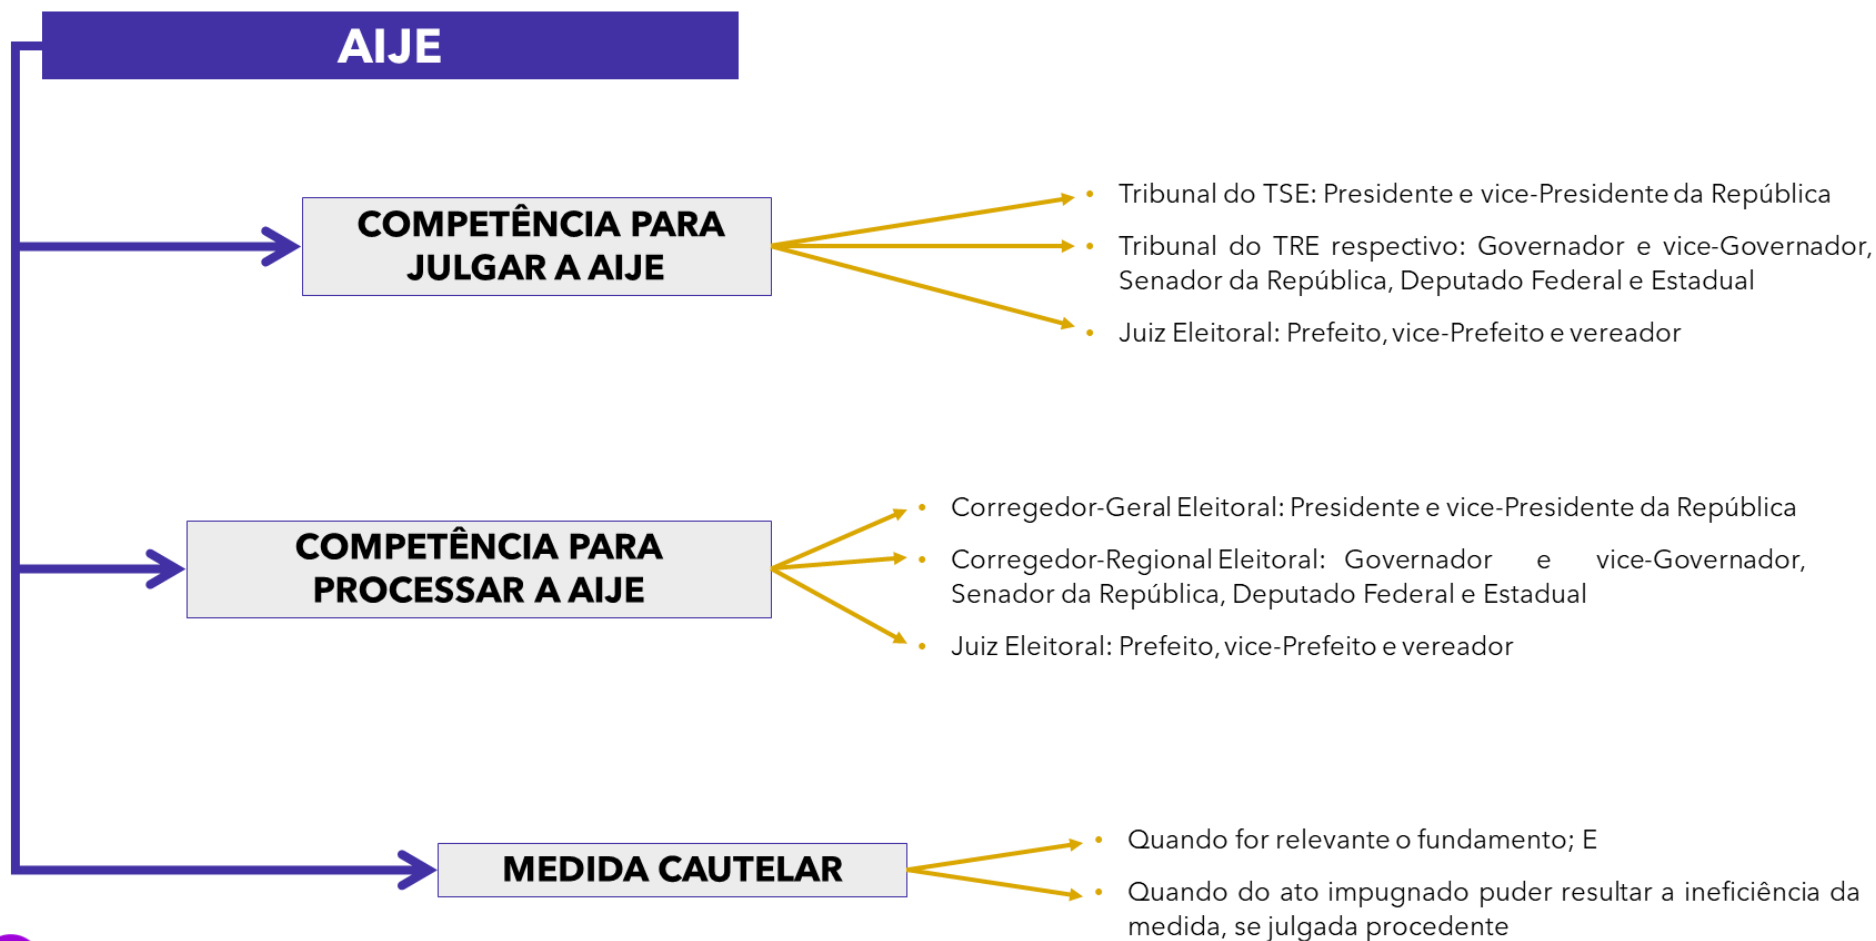 AIJE
COMPETÊNCIA PARA
JULGAR A AIJE
• Tribunal do TSE: Presidente e vice-Presidente da República
• Tribunal do TRE respectivo: Governador e vice-Governador,
Senador da República, Deputado Federal e Estadual
• Juiz Eleitoral: Prefeito, vice-Prefeito e vereador
COMPETÊNCIA PARA
PROCESSAR A AIJE
• Corregedor-Geral Eleitoral: Presidente e vice-Presidente da República
• Corregedor-Regional Eleitoral: Governador e vice-Governador,
Senador da República, Deputado Federal e Estadual
• Juiz Eleitoral: Prefeito, vice-Prefeito e vereador
MEDIDA CAUTELAR
• Quando for relevante o fundamento; E
• Quando do ato impugnado puder resultar a ineficiência da
medida, se julgada procedente